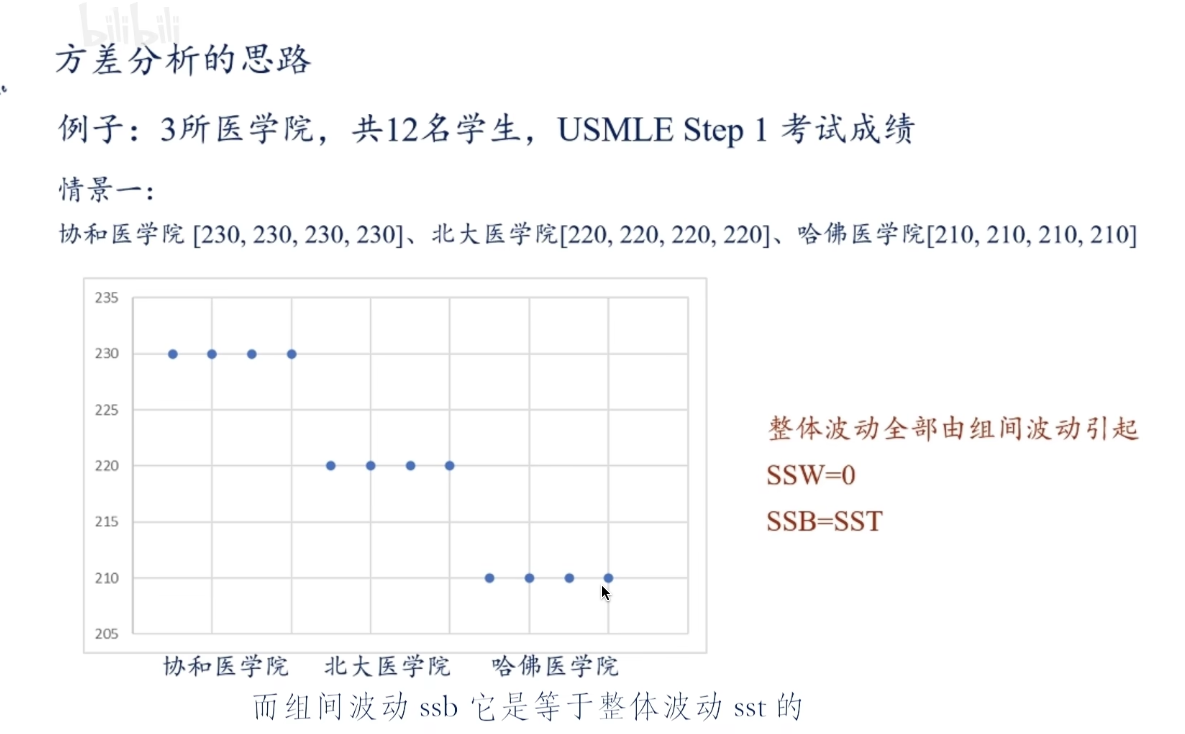 bilibili
方差分析的思路
例子：3所医学院，共12名学生，USMLE Step 1 考试成绩
情景一：
协和医学院 [230, 230, 230, 230]、北大医学院[220, 220, 220, 220]、哈佛医学院[210, 210, 210, 210]
235
230
225
220
215
210
205
协和医学院 北大医学院 哈佛医学院
整体波动全部由组间波动引起
SSW=0
SSB=SST
而组间波动 ssb 它是等于整体波动 sst 的